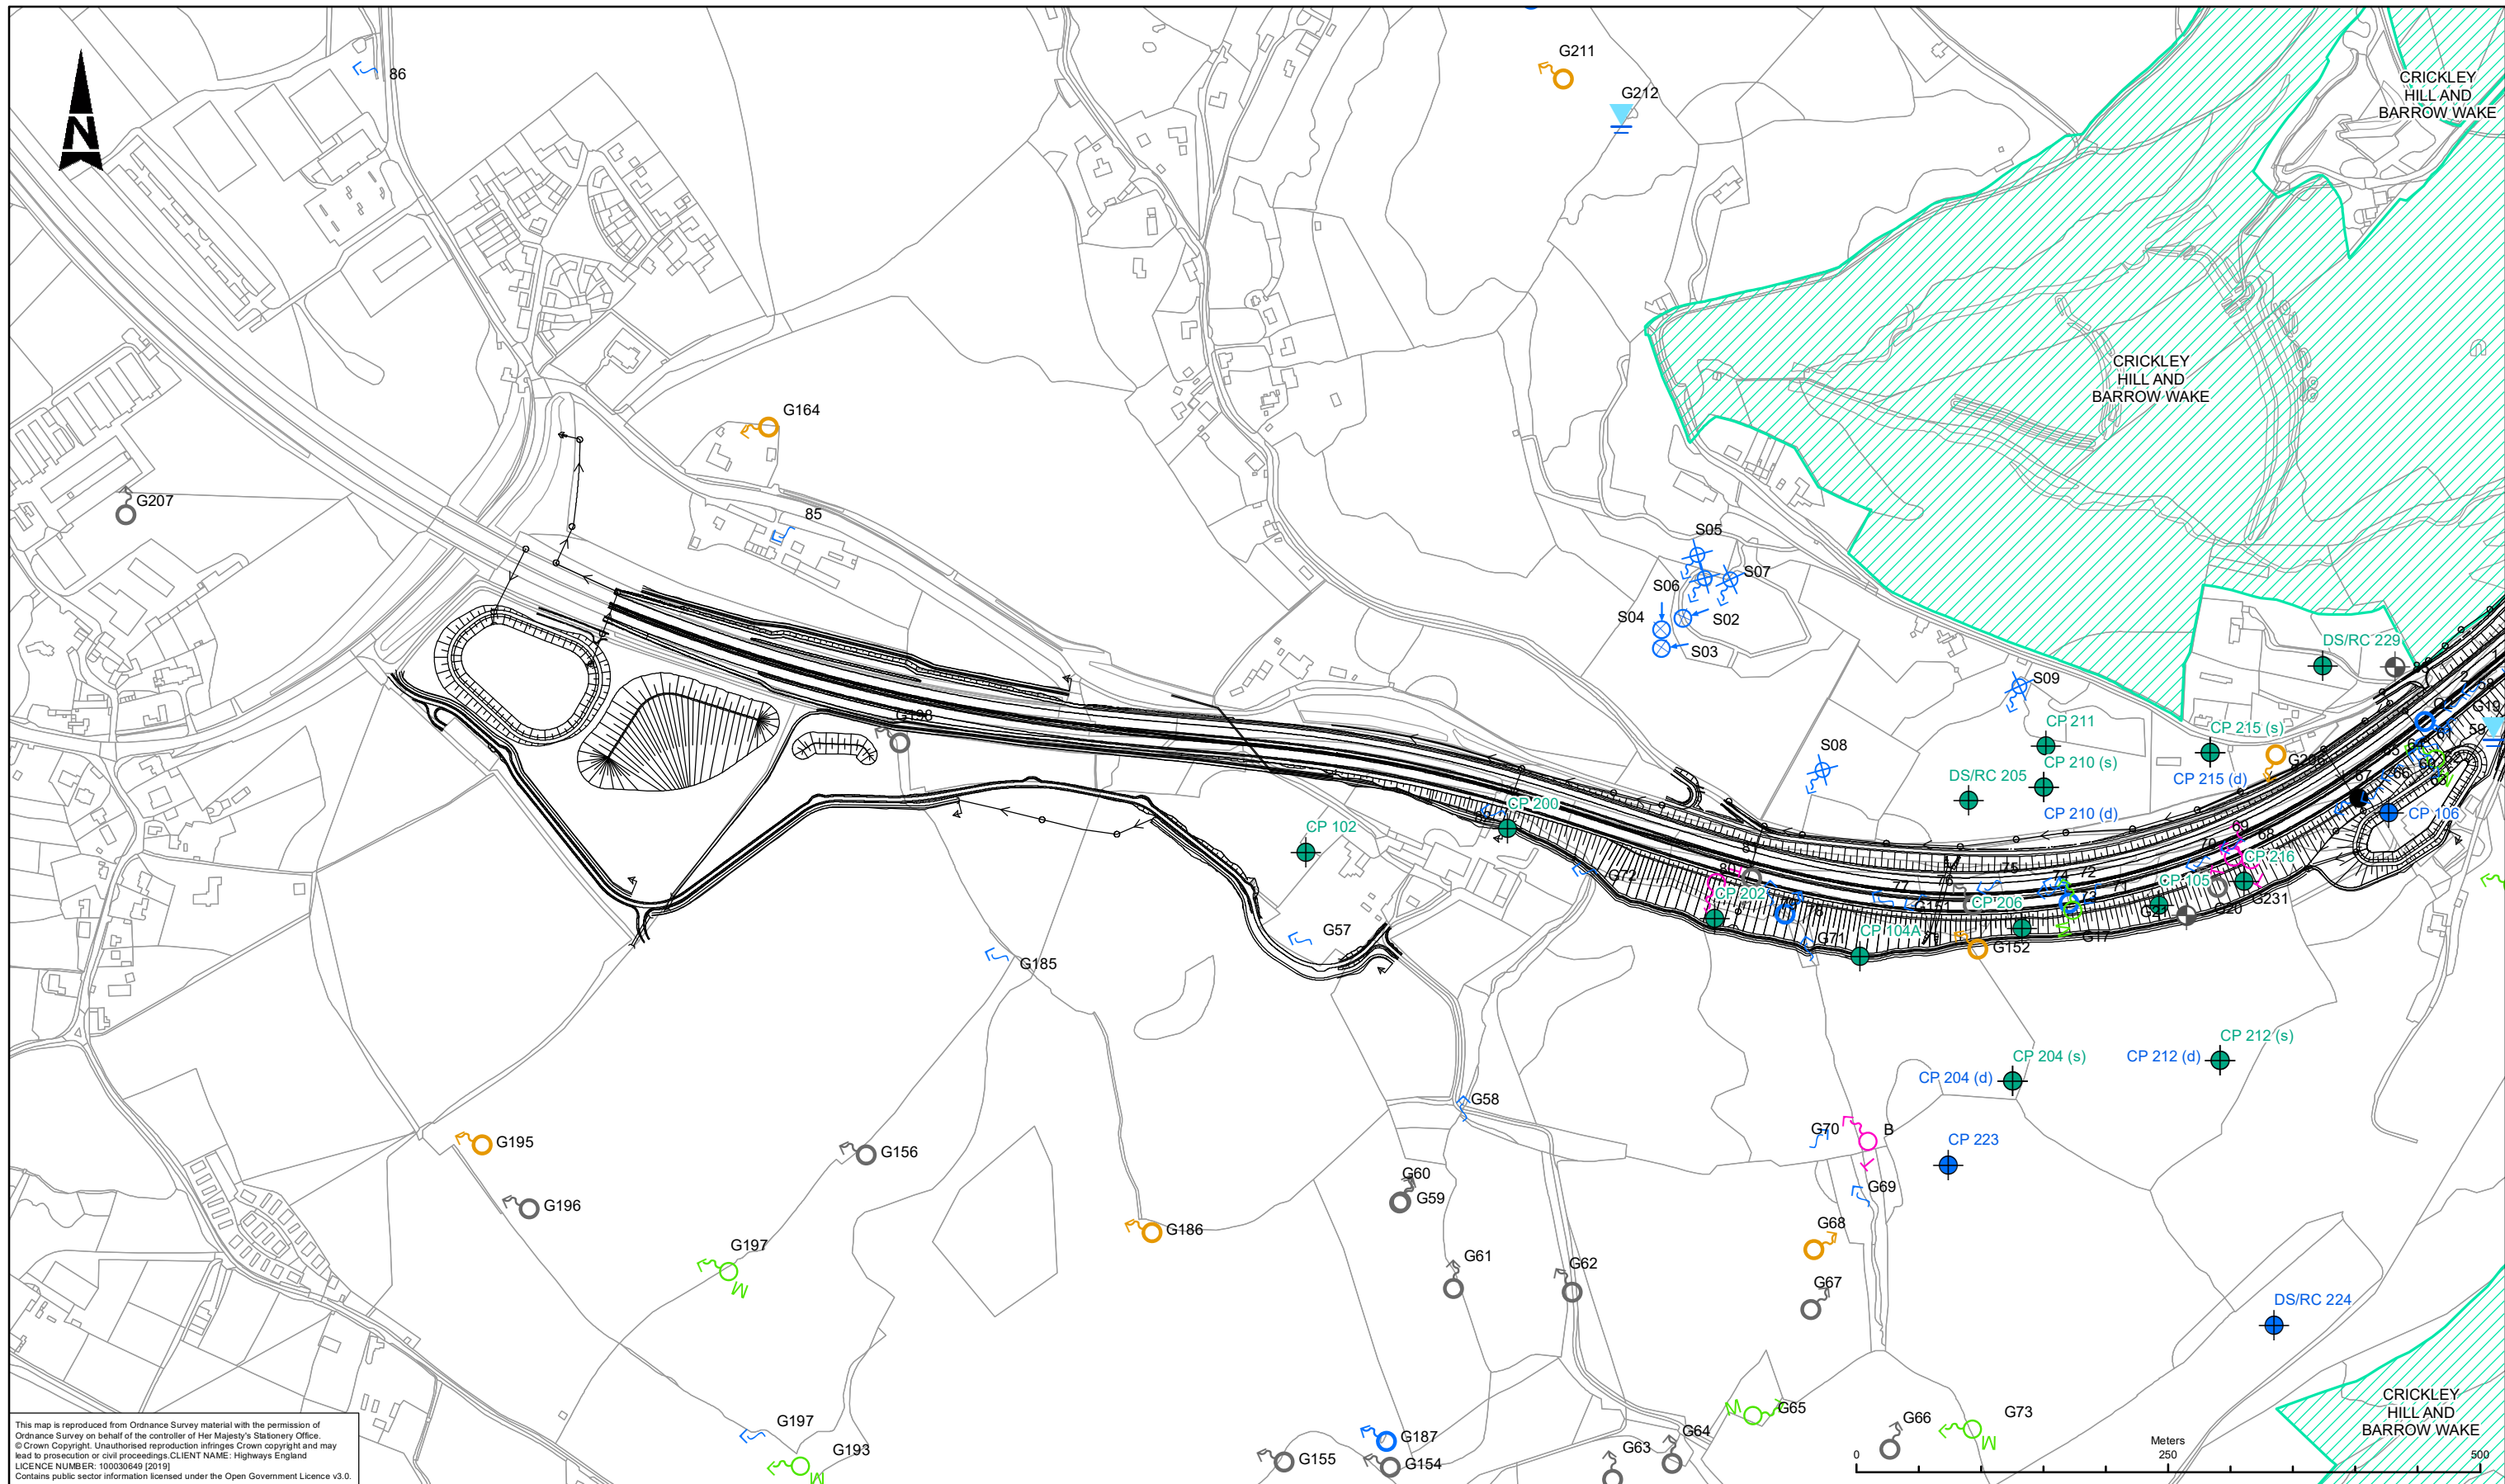 G211
86
G212
CRICKLEY
HILL AND
BARROW WAKE
N
CRICKLEY
HILL AND
BARROW WAKE
G164
G207
85
S05
S06
S07
S04
S02
S03
DS/RC 229
S09
G198
CP 211
CP 215 (s)
S08
CP 210 (s)
DS/RC 205
CP 215 (d)
CP 210 (d)
CP 106
CP 200
CP 102
G72
CP 216
CP 105
CP 202
CP 206
G231
G20
G57
G71
CP 104A
G152
G17
G185
CP 212 (s)
CP 204 (s)
CP 212 (d)
CP 204 (d)
G58
G70
B
CP 223
G195
G156
G60
G59
G69
G196
G186
G68
G197
G61
G62
G67
DS/RC 224
CRICKLEY
HILL AND
BARROW WAKE
G197
G193
G187
G155
G154
G63
G64
G65
G66
G73
Meters
0 250 500
This map is reproduced from Ordnance Survey material with the permission of
Ordnance Survey on behalf of the controller of Her Majesty's Stationery Office.
© Crown Copyright. Unauthorised reproduction infringes Crown copyright and may
lead to prosecution or civil proceedings.CLIENT NAME: Highways England
LICENCE NUMBER: 100030649 [2019]
Contains public sector information licensed under the Open Government Licence v3.0.